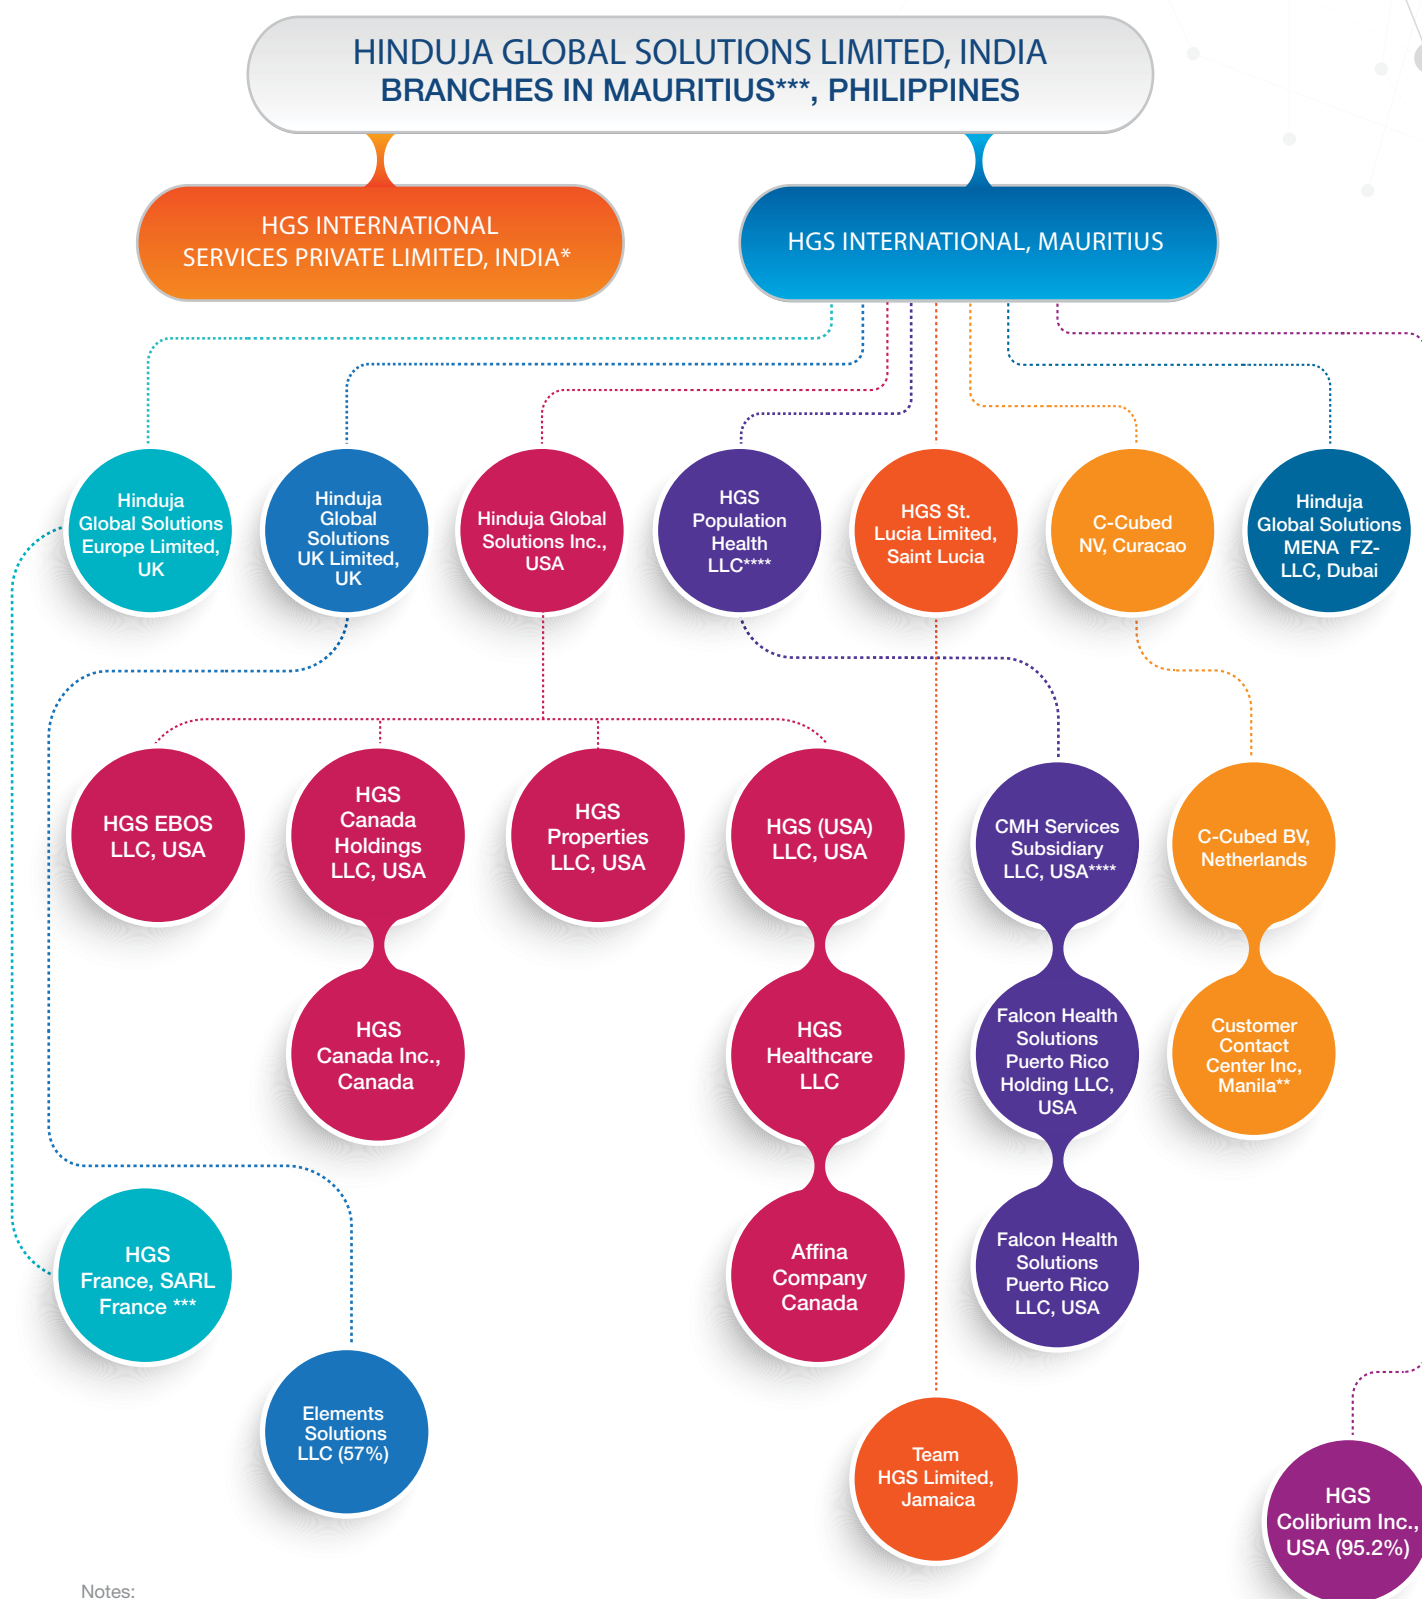 HINDUJA GLOBAL SOLUTIONS LIMITED, INDIA
BRANCHES IN MAURITIUS***, PHILIPPINES
HGS INTERNATIONAL
SERVICES PRIVATE LIMITED, INDIA*
HGS INTERNATIONAL, MAURITIUS
Hinduja
Global Solutions
Europe Limited,
UK
Hinduja
Global
Solutions
UK Limited,
UK
Hinduja Global
Solutions Inc.,
USA
HGS
Population
Health
LLC****
HGS St.
Lucia Limited,
Saint Lucia
C-Cubed
NV, Curacao
Hinduja
Global Solutions
MENA FZ-
LLC, Dubai
HGS EBOS
LLC, USA
HGS
Canada
Holdings
LLC, USA
HGS
Properties
LLC, USA
HGS (USA)
LLC, USA
CMH Services
Subsidiary
LLC, USA****
C-Cubed BV,
Netherlands
HGS
Canada Inc.,
Canada
HGS
Healthcare
LLC
Falcon Health
Solutions
Puerto Rico
Holding LLC,
USA
Customer
Contact
Center Inc,
Manila**
HGS
France, SARL
France ***
Affina
Company
Canada
Falcon Health
Solutions
Puerto Rico
LLC, USA
Elements
Solutions
LLC (57%)
Team
HGS Limited,
Jamaica
HGS
Colibrium Inc.,
USA (95.2%)
Notes: